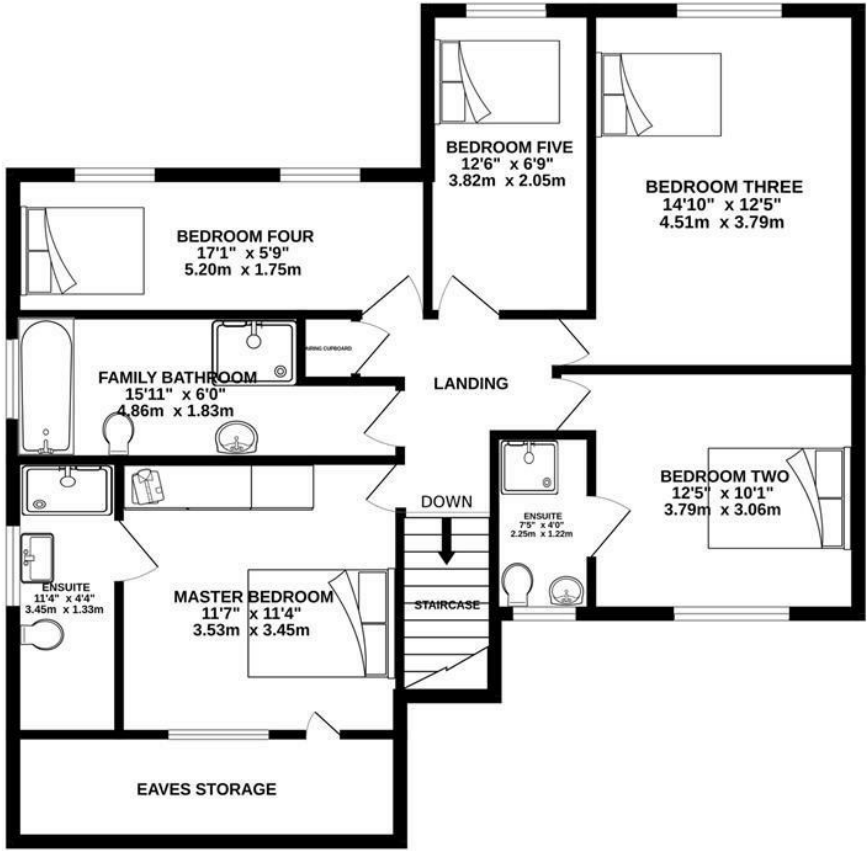 BEDROOM FIVE
12'6" x 6'9"
3.82m x 2.05m
BEDROOM THREE
14'10" x 12'5"
4.51m x 3.79m
BEDROOM FOUR
17'1" x 5'9"
5.20m x 1.75m
CUPBOARD
FAMILY BATHROOM
15'11" x 6'0"
4.86m x 1.83m
LANDING
BEDROOM TWO
12'5" x 10'1"
3.79m x 3.06m
DOWN
ENSUITE
7'5" x 4'0"
2.25m x 1.22m
ENSUITE
11'4" x 4'4"
3.45m x 1.33m
MASTER BEDROOM
11'7" x 11'4"
3.53m x 3.45m
STAIRCASE
EAVES STORAGE